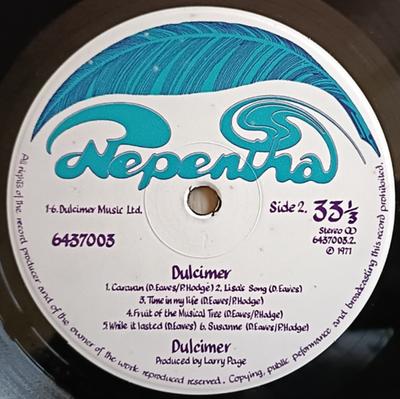 Nepentha
1-6. Dulcimer Music Ltd.
Side 2. 33⅓
Stereo
6437003
6437003.2.
℗ 1971
Dulcimer
1. Caravan (D.Eaves/P.Hodge) 2. Lisa's Song (D.Eaves)
3. Time in my life (D.Eaves/P.Hodge)
4. Fruit of the Musical Tree (D.Eaves/P.Hodge)
5. While it lasted (D.Eaves) 6. Susanne (D.Eaves/P.Hodge)
Dulcimer
Produced by Larry Page
All rights of the record producer and of the owner of the work reproduced reserved. Copying, public peformance and broadcasting this record prohibited.